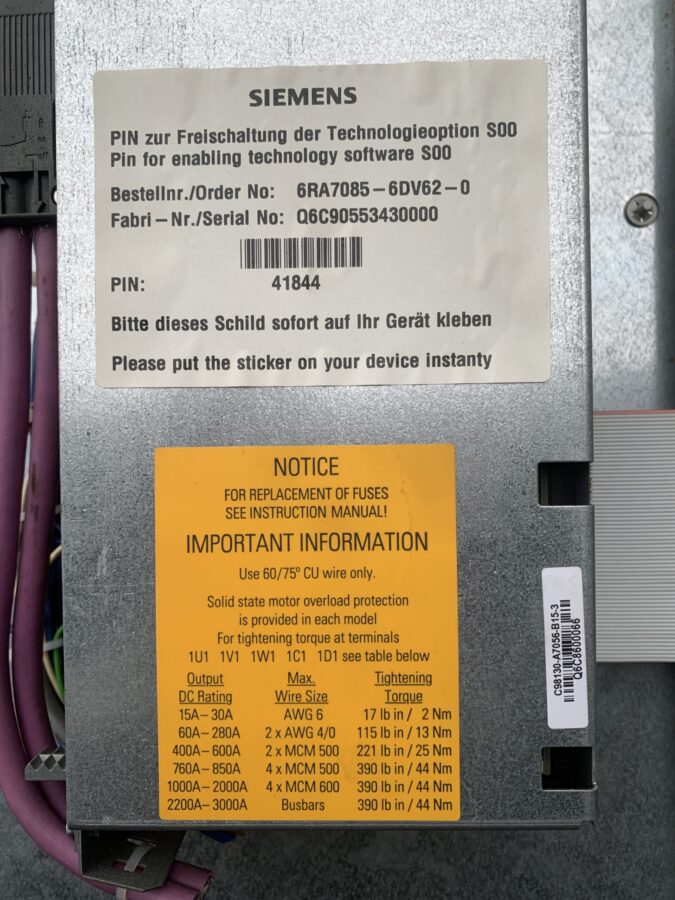 SIEMENS
PIN zur Freischaltung der Technologieoption S00
Pin for enabling technology software S00
Bestellnr./Order No: 6RA7085-6DV62-0
Fabri-Nr./Serial No: Q6C90553430000
PIN: 41844
Bitte dieses Schild sofort auf Ihr Gerät kleben
Please put the sticker on your device instanty
NOTICE
FOR REPLACEMENT OF FUSES
SEE INSTRUCTION MANUAL!
IMPORTANT INFORMATION
Use 60/75° CU wire only.
Solid state motor overload protection
is provided in each model
For tightening torque at terminals
1U1 1V1 1W1 1C1 1D1 see table below
Output Max. Tightening
DC Rating Wire Size Torque
15A-30A AWG 6 17 lb in / 2 Nm
60A-280A 2 x AWG 4/0 115 lb in / 13 Nm
400A-600A 2 x MCM 500 221 lb in / 25 Nm
760A-850A 4 x MCM 500 390 lb in / 44 Nm
1000A-2000A 4 x MCM 600 390 lb in / 44 Nm
2200A-3000A Busbars 390 lb in / 44 Nm
C98130-A7056-B15-3
Q6C8600066
off
7